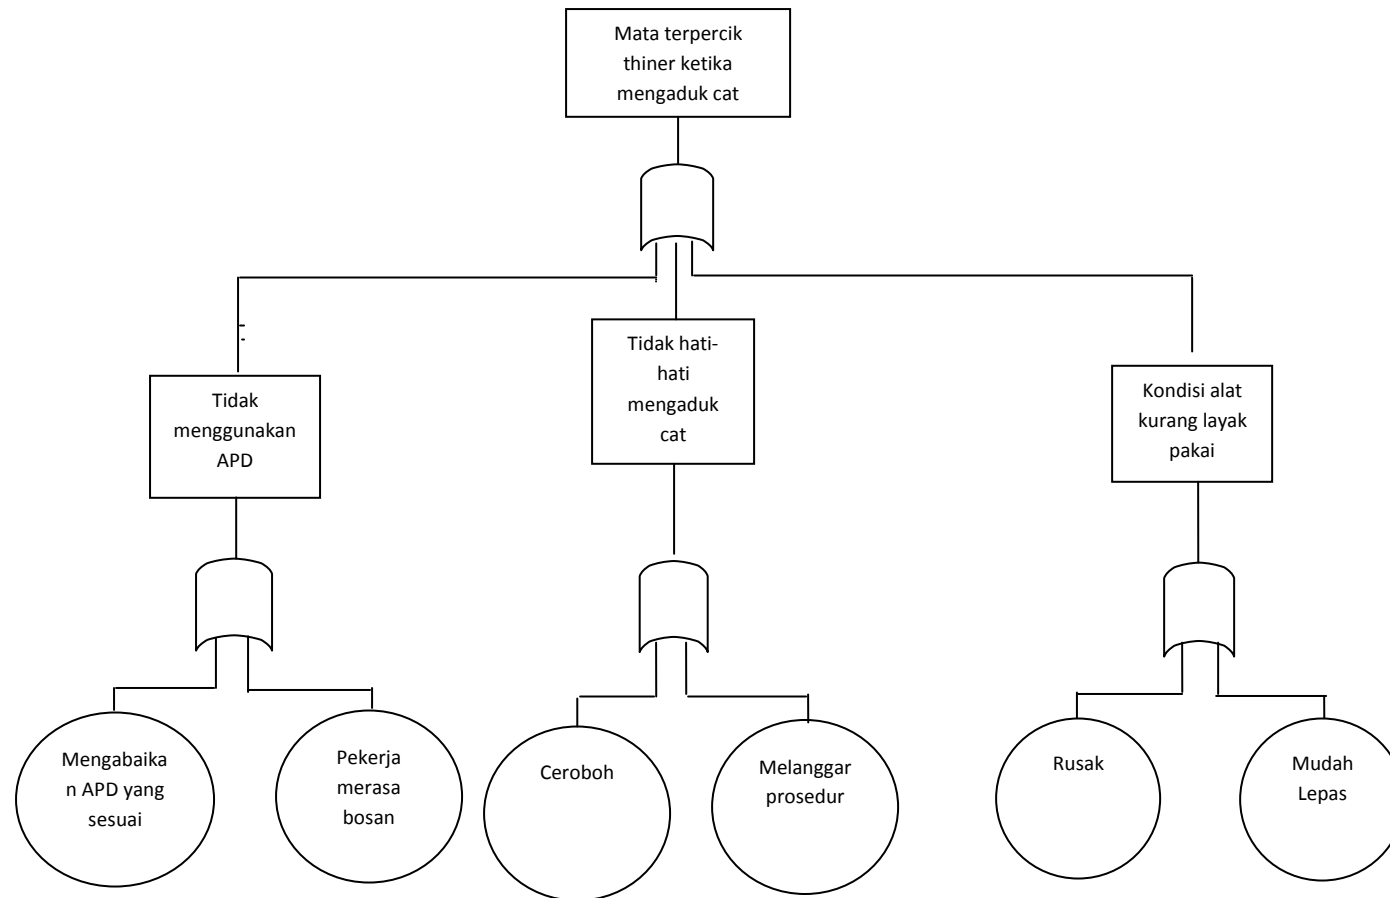 Mata terpercik
thiner ketika
mengaduk cat
Tidak hati-
hati
mengaduk
cat
Tidak
menggunakan
APD
Kondisi alat
kurang layak
pakai
Mengabaika
n APD yang
sesuai
Pekerja
merasa
bosan
Ceroboh
Melanggar
prosedur
Rusak
Mudah
Lepas